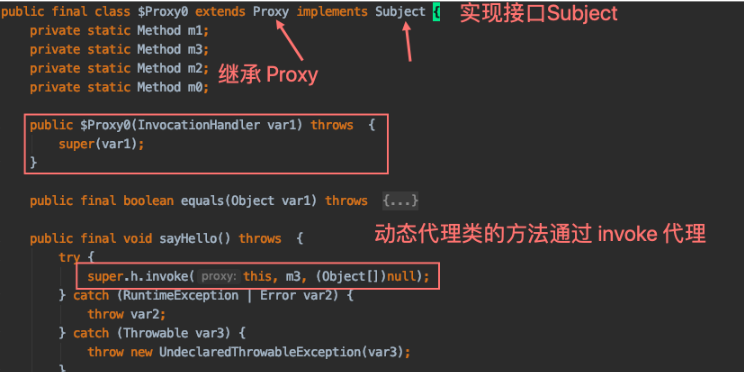 public final class $Proxy0 extends Proxy implements Subject { 实现接口Subject
private static Method m1;
private static Method m3;
private static Method m2;
继承 Proxy
private static Method m0;
public $Proxy0(InvocationHandler var1) throws {
super(var1);
}
public final boolean equals(Object var1) throws {...}
动态代理类的方法通过 invoke 代理
public final void sayHello() throws {
try {
super.h.invoke( proxy: this, m3, (Object[])null);
} catch (RuntimeException | Error var2) {
throw var2;
} catch (Throwable var3) {
throw new UndeclaredThrowableException(var3);
}